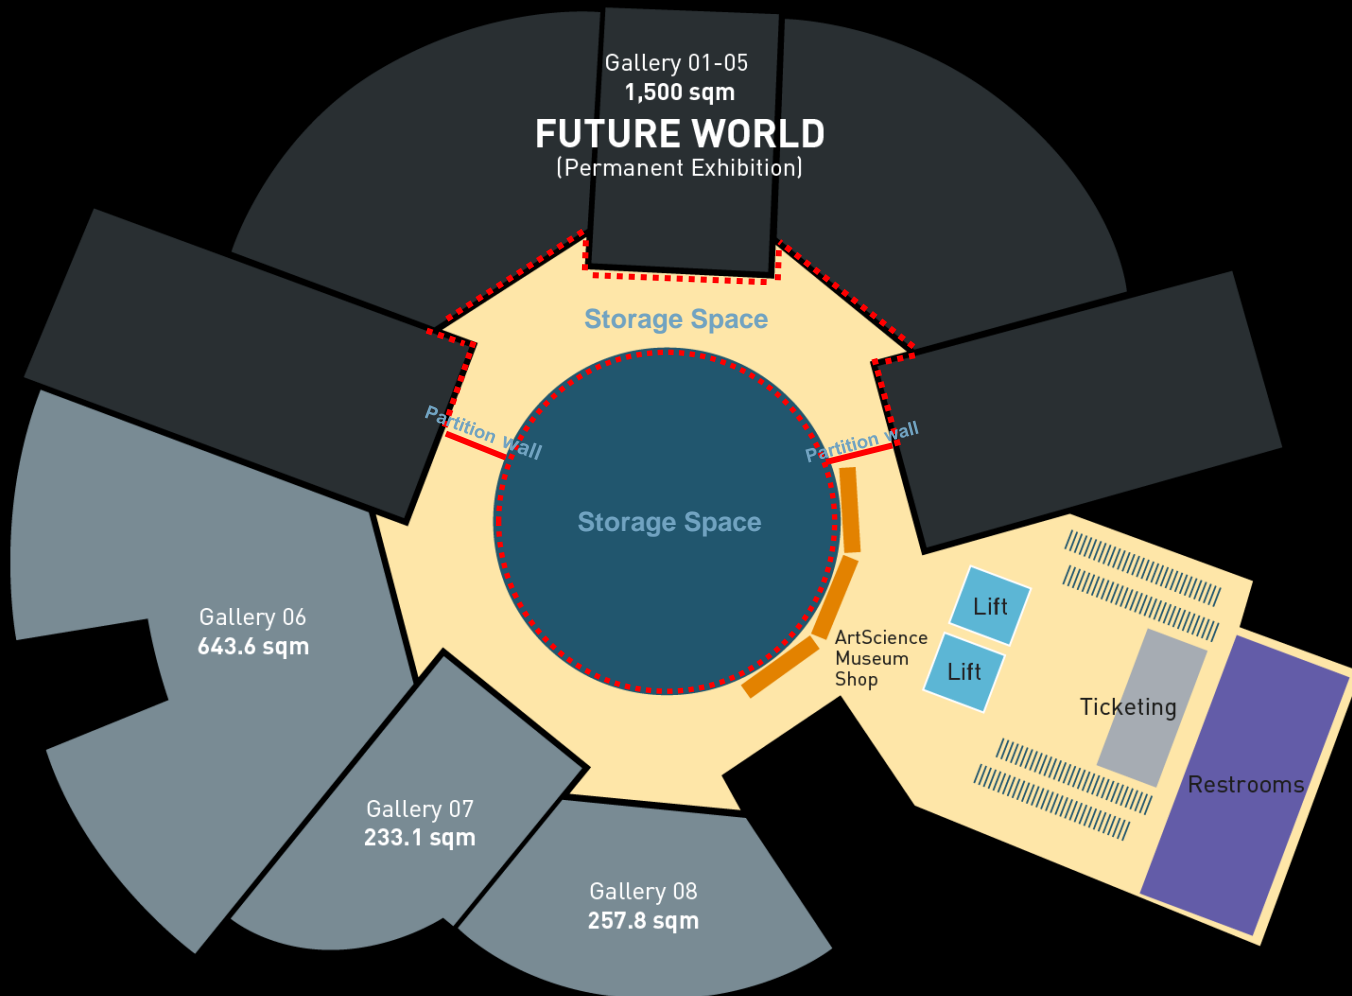 Gallery 01-05
1,500 sqm
FUTURE WORLD
(Permanent Exhibition)
Storage Space
Partition wall
Partition wall
Storage Space
Gallery 06
643.6 sqm
Lift
Lift
ArtScience
Museum
Shop
Ticketing
Restrooms
Gallery 07
233.1 sqm
Gallery 08
257.8 sqm